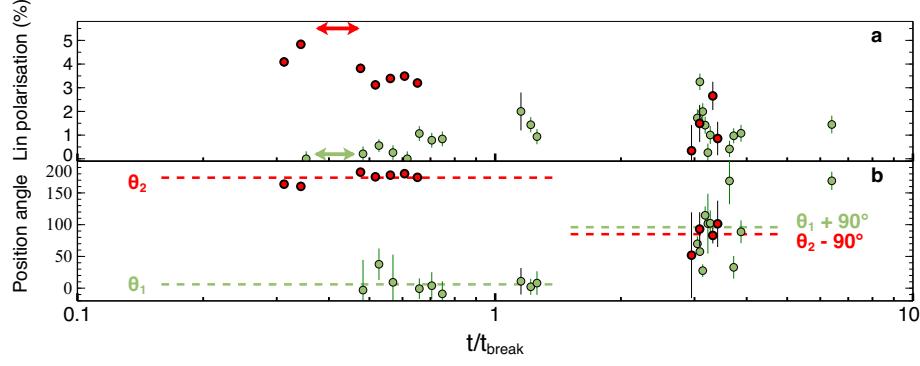 Lin polarisation (%)
5
4
3
2
1
0
a
Position angle
200
150
100
50
0
b
θ2
θ1
θ1 + 90°
θ2 - 90°
0.1
1
10
t/tbreak